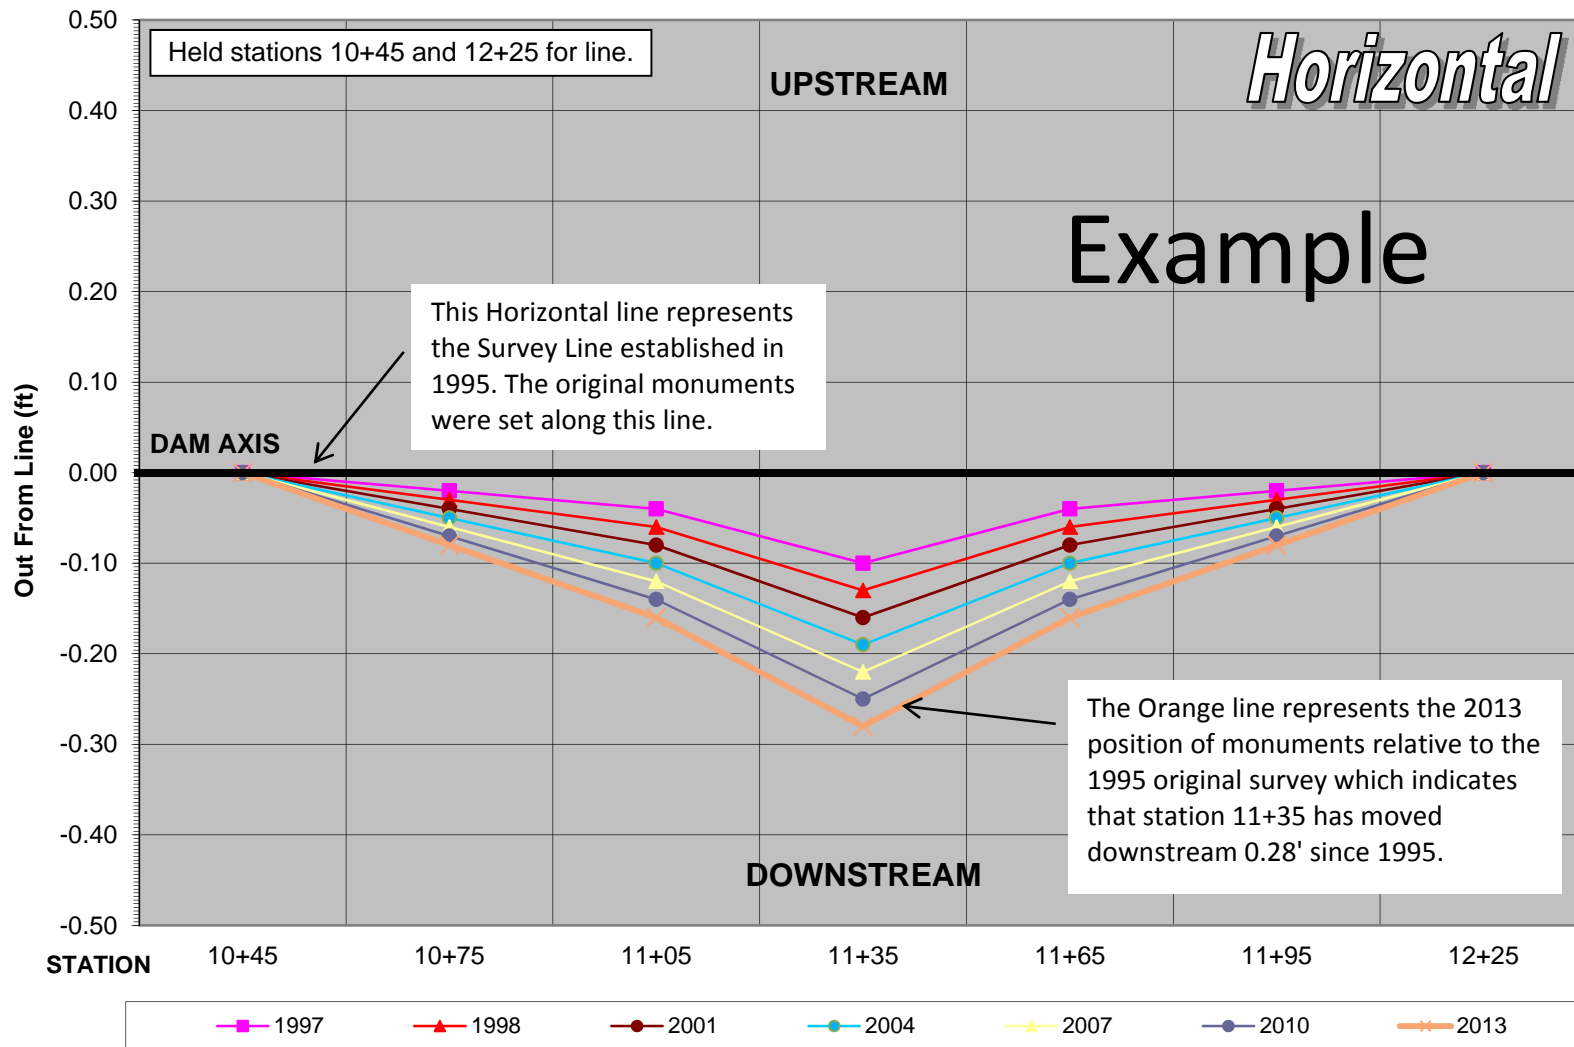 Held stations 10+45 and 12+25 for line.
Horizontal
UPSTREAM
Example
This Horizontal line represents
the Survey Line established in
1995. The original monuments
were set along this line.
DAM AXIS
Out From Line (ft)
0.50
0.40
0.30
0.20
0.10
0.00
-0.10
-0.20
-0.30
-0.40
-0.50
The Orange line represents the 2013
position of monuments relative to the
1995 original survey which indicates
that station 11+35 has moved
downstream 0.28' since 1995.
DOWNSTREAM
STATION 10+45 10+75 11+05 11+35 11+65 11+95 12+25
1997 1998 2001 2004 2007 2010 2013